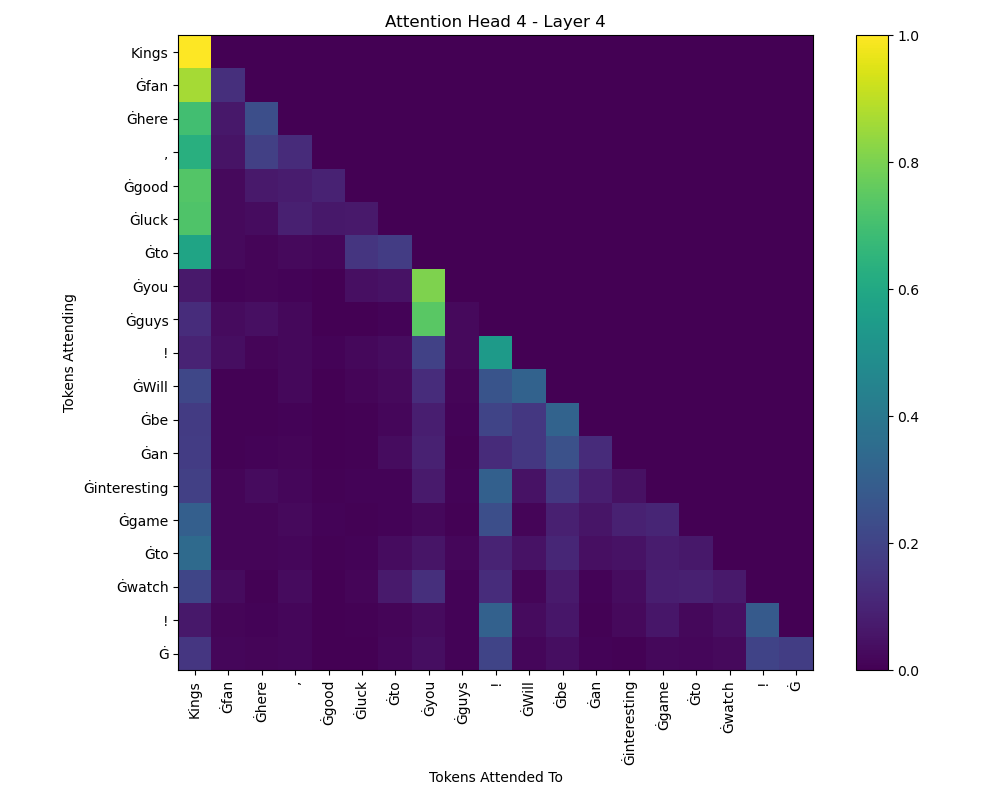 Attention Head 4 - Layer 4
Kings
Ġfan
Ġhere
,
Ġgood
Ġluck
Ġto
Ġyou
Ġguys
!
ĠWill
Ġbe
Ġan
Ġinteresting
Ġgame
Ġto
Ġwatch
!
Ġ
Tokens Attending
Kings
Ġfan
Ġhere
,
Ġgood
Ġluck
Ġto
Ġyou
Ġguys
!
ĠWill
Ġbe
Ġan
Ġinteresting
Ġgame
Ġto
Ġwatch
!
Ġ
Tokens Attended To
1.0
0.8
0.6
0.4
0.2
0.0